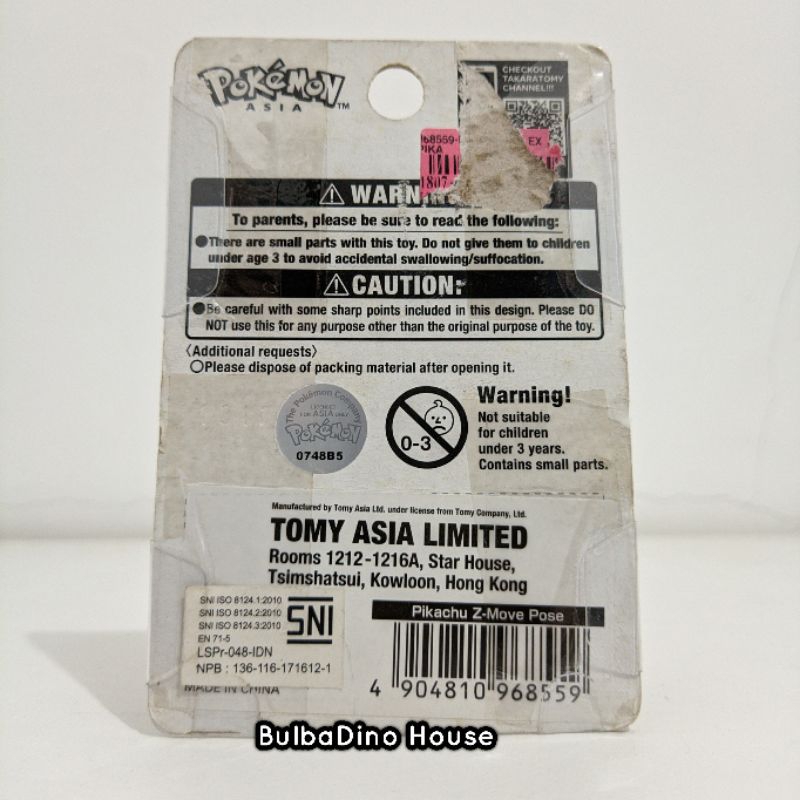 POKéMON
ASIA
TM
CHECKOUT
TAKARATOMY
CHANNEL!!!
EX
PIKA
1807
WARN
To parents, please be sure to read the following:
●There are small parts with this toy. Do not give them to children
under age 3 to avoid accidental swallowing/suffocation.
CAUTION:
●Be careful with some sharp points included in this design. Please DO
NOT use this for any purpose other than the original purpose of the toy.
〈Additional requests〉
○Please dispose of packing material after opening it.
The Pokémon Company
LICENSED
FOR ASIA ONLY
POKéMON
0748B5
0-3
Warning!
Not suitable
for children
under 3 years.
Contains small parts.
Manufactured by Tomy Asia Ltd. under license from Tomy Company, Ltd.
TOMY ASIA LIMITED
Rooms 1212-1216A, Star House,
Tsimshatsui, Kowloon, Hong Kong
SNI ISO 8124.1:2010
SNI ISO 8124.2:2010
SNI ISO 8124.3:2010
EN 71-5
SNI
LSPr-048-IDN
NPB : 136-116-171612-1
MADE IN CHINA
Pikachu Z-Move Pose
4 904810 968559
BulbaDino House